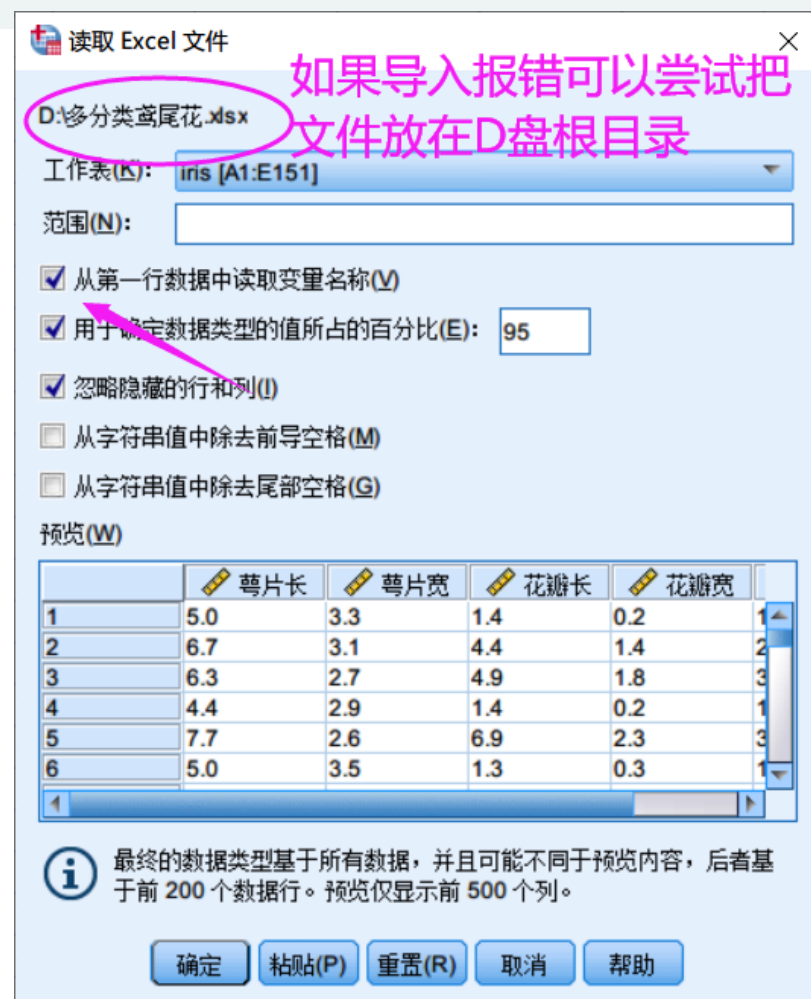 读取 Excel 文件
如果导入报错可以尝试把
文件放在D盘根目录
D:\多分类鸢尾花.xlsx
工作表(K): iris [A1:E151]
范围(N):
从第一行数据中读取变量名称(V)
用于确定数据类型的值所占的百分比(E): 95
忽略隐藏的行和列(I)
从字符串值中除去前导空格(M)
从字符串值中除去尾部空格(G)
预览(W)
萼片长 萼片宽 花瓣长 花瓣宽
1 5.0 3.3 1.4 0.2 1
2 6.7 3.1 4.4 1.4 2
3 6.3 2.7 4.9 1.8 3
4 4.4 2.9 1.4 0.2 1
5 7.7 2.6 6.9 2.3 3
6 5.0 3.5 1.3 0.3 1
最终的数据类型基于所有数据，并且可能不同于预览内容，后者基
于前 200 个数据行。预览仅显示前 500 个列。
确定 粘贴(P) 重置(R) 取消 帮助